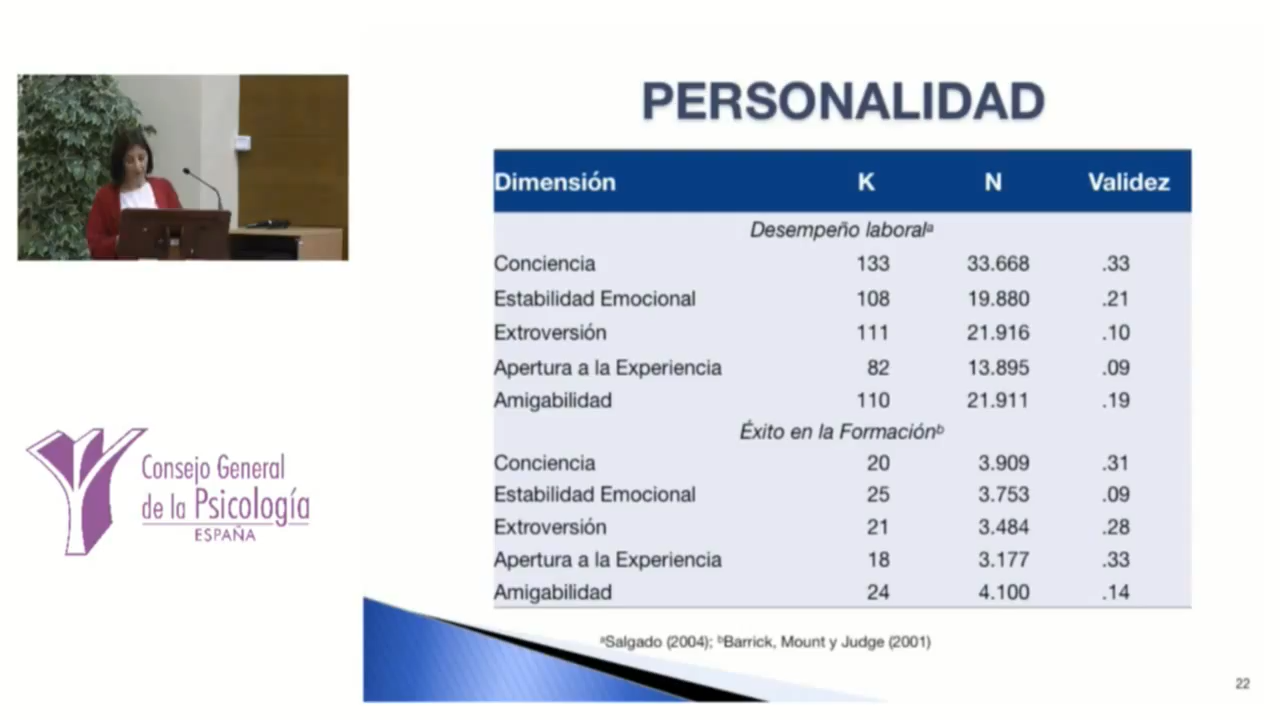 PERSONALIDAD
Dimensión K N Validez
Desempeño laboralᵃ
Conciencia 133 33.668 .33
Estabilidad Emocional 108 19.880 .21
Extroversión 111 21.916 .10
Apertura a la Experiencia 82 13.895 .09
Amigabilidad 110 21.911 .19
Éxito en la Formaciónᵇ
Conciencia 20 3.909 .31
Estabilidad Emocional 25 3.753 .09
Extroversión 21 3.484 .28
Apertura a la Experiencia 18 3.177 .33
Amigabilidad 24 4.100 .14
ᵃSalgado (2004); ᵇBarrick, Mount y Judge (2001)
22
Consejo General
de la Psicología
ESPAÑA